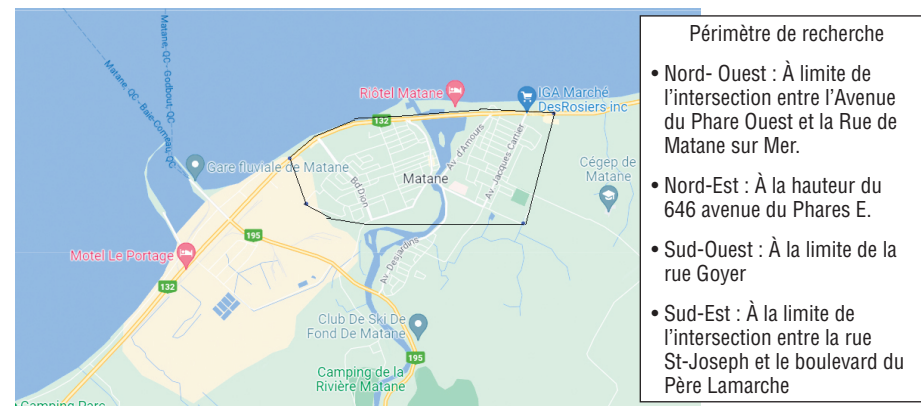 Matane, QC - Godbout, QC
Matane, QC - Baie-Comeau, QC
Riôtel Matane
IGA Marché
DesRosiers inc
132
Gare fluviale de Matane
Av. d'Amours
Av. Jacques Cartier
Cégep de
Matane
Matane
Bd Dion
195
Motel Le Portage
Av. Desjardins
132
Club De Ski De
Fond De Matane
195
Camping de la
Rivière Matane
Camping Parc
Périmètre de recherche
• Nord- Ouest : À limite de
l'intersection entre l'Avenue
du Phare Ouest et la Rue de
Matane sur Mer.
• Nord-Est : À la hauteur du
646 avenue du Phares E.
• Sud-Ouest : À la limite de la
rue Goyer
• Sud-Est : À la limite de
l'intersection entre la rue
St-Joseph et le boulevard du
Père Lamarche